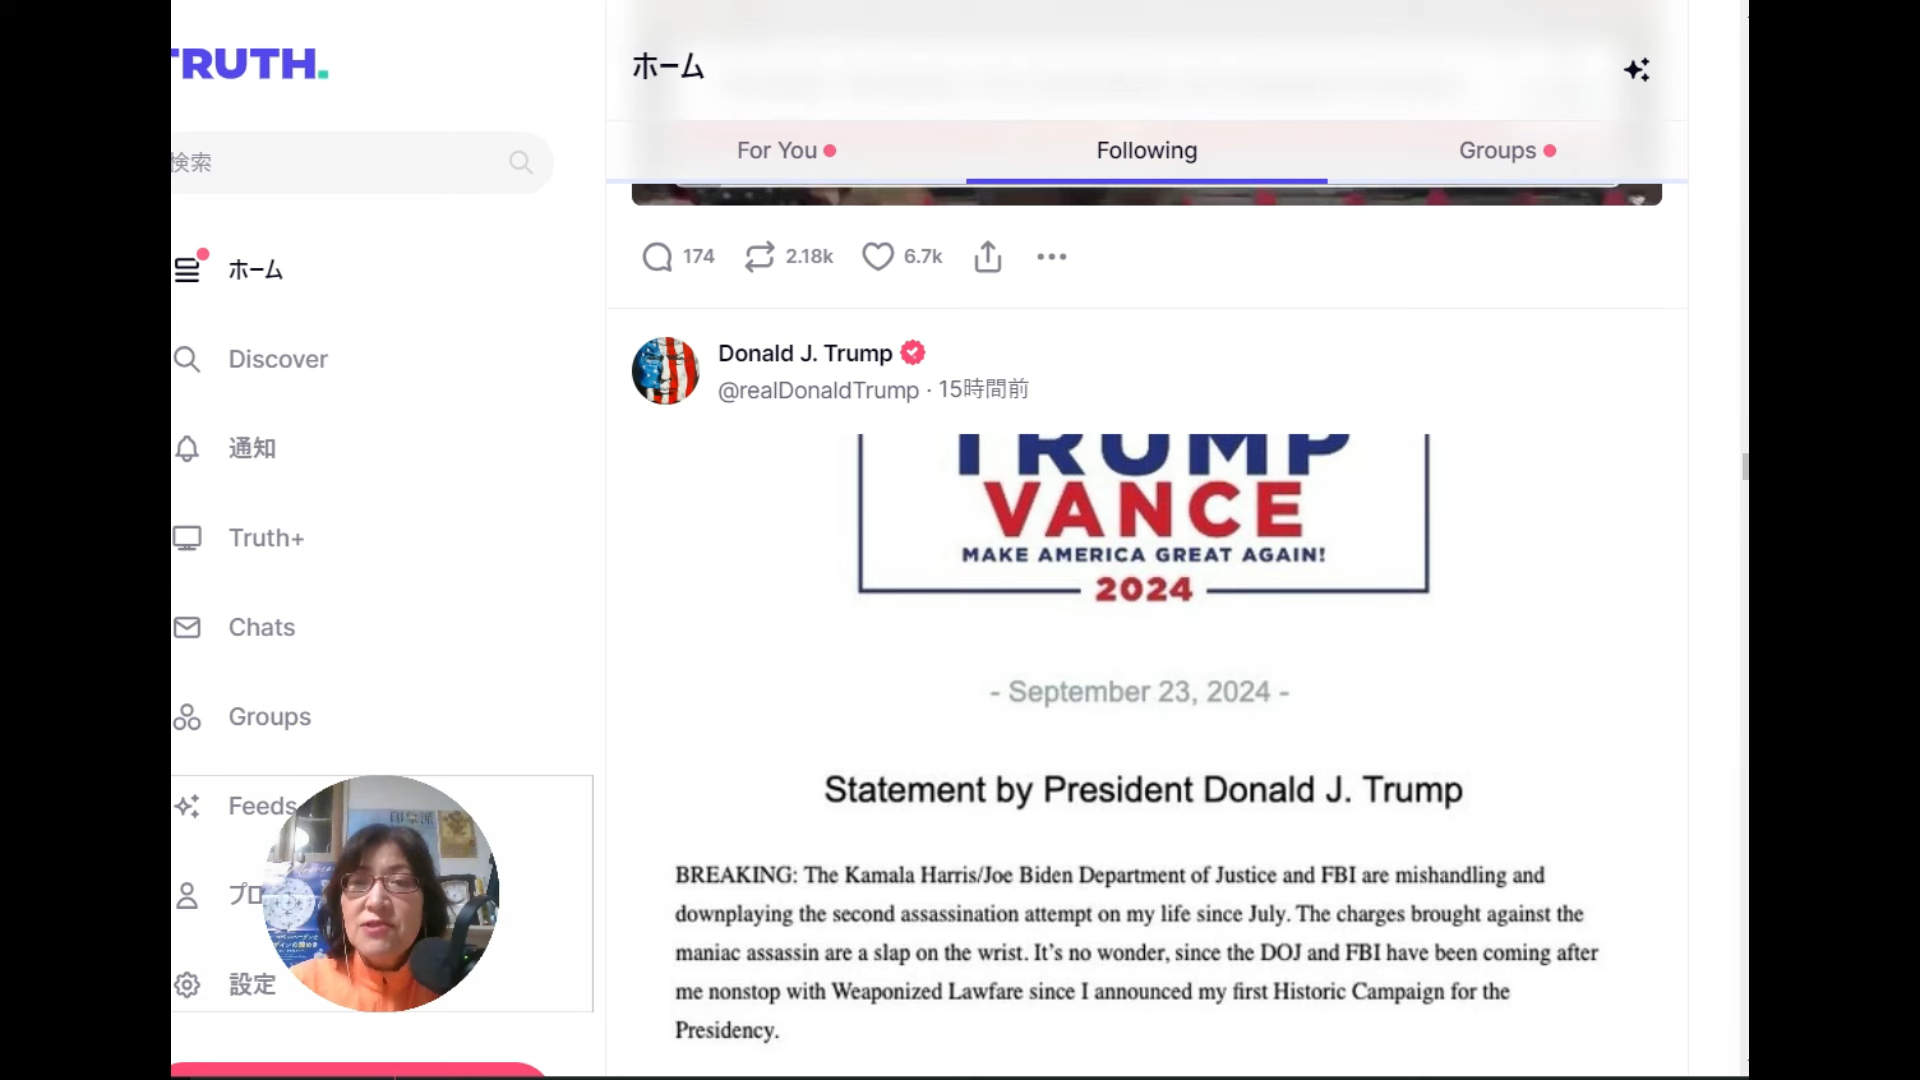 TRUTH.
ホーム
検索
For You
Following
Groups
ホーム
174
2.18k
6.7k
Discover
Donald J. Trump
@realDonaldTrump · 15時間前
通知
TRUMP
VANCE
MAKE AMERICA GREAT AGAIN!
2024
Truth+
Chats
- September 23, 2024 -
Groups
Statement by President Donald J. Trump
Feeds
印象派
プロ
設定
BREAKING: The Kamala Harris/Joe Biden Department of Justice and FBI are mishandling and
downplaying the second assassination attempt on my life since July. The charges brought against the
maniac assassin are a slap on the wrist. It’s no wonder, since the DOJ and FBI have been coming after
me nonstop with Weaponized Lawfare since I announced my first Historic Campaign for the
Presidency.